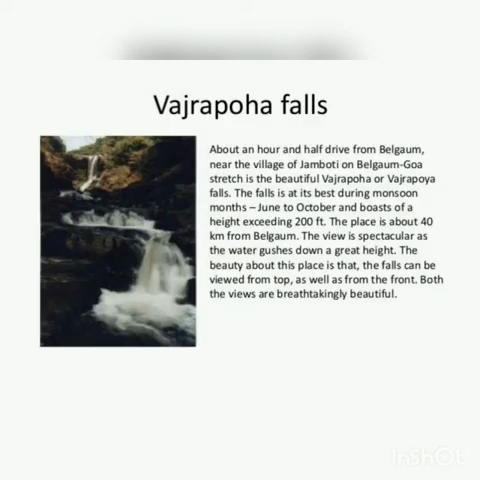 Vajrapoha falls
About an hour and half drive from Belgaum,
near the village of Jamboti on Belgaum-Goa
stretch is the beautiful Vajrapoha or Vajrapoya
falls. The falls is at its best during monsoon
months – June to October and boasts of a
height exceeding 200 ft. The place is about 40
km from Belgaum. The view is spectacular as
the water gushes down a great height. The
beauty about this place is that, the falls can be
viewed from top, as well as from the front. Both
the views are breathtakingly beautiful.
InShOt